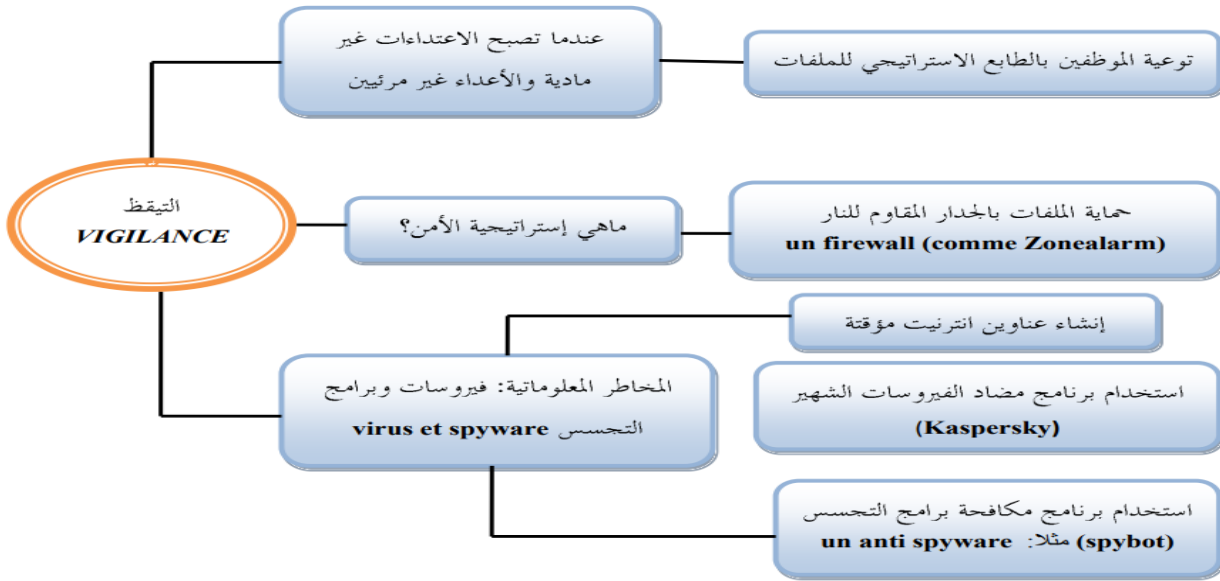 عندما تصبح الاعتداءات غير
مادية والأعداء غير مرئيين
توعية الموظفين بالطابع الاستراتيجي للملفات
التيقظ
VIGILANCE
ماهي إستراتيجية الأمن؟
حماية الملفات بالجدار المقاوم للنار
un firewall (comme Zonealarm)
المخاطر المعلوماتية: فيروسات وبرامج
التجسس virus et spyware
إنشاء عناوين انترنيت مؤقتة
استخدام برنامج مضاد الفيروسات الشهير
(Kaspersky)
استخدام برنامج مكافحة برامج التجسس
un anti spyware :مثلا (spybot)